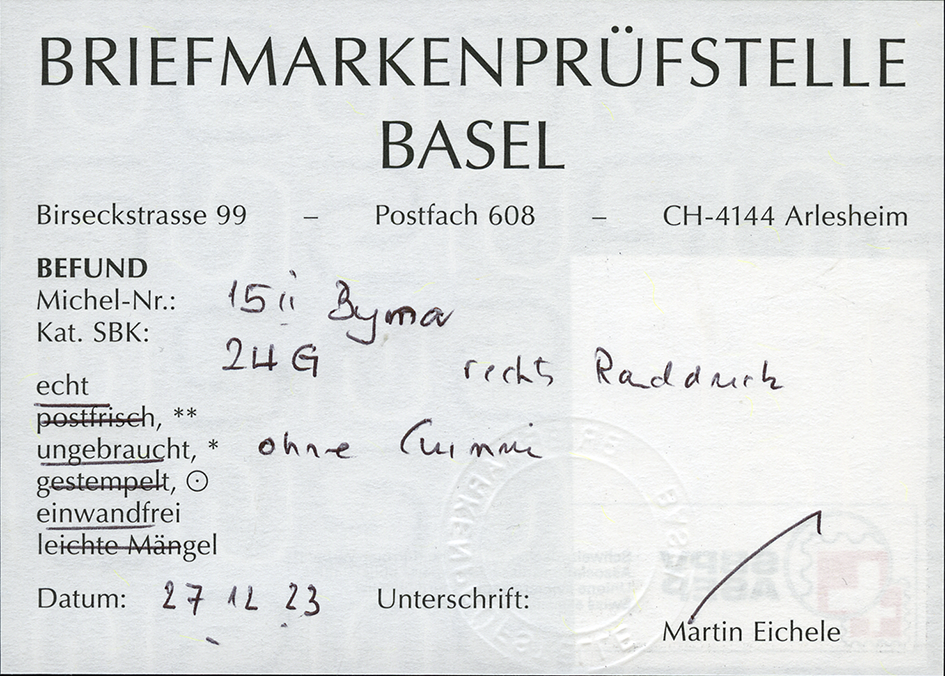 BRIEFMARKENPRÜFSTELLE
BASEL
Birseckstrasse 99 – Postfach 608 – CH-4144 Arlesheim
BEFUND
Michel-Nr.: 15 ii Byma
Kat. SBK: 24 G rechts Randdruck
echt
postfrisch, **
ungebraucht, * ohne Gummi
gestempelt, ⊙
einwandfrei
leichte Mängel
Datum: 27 12 23 Unterschrift:
Martin Eichele